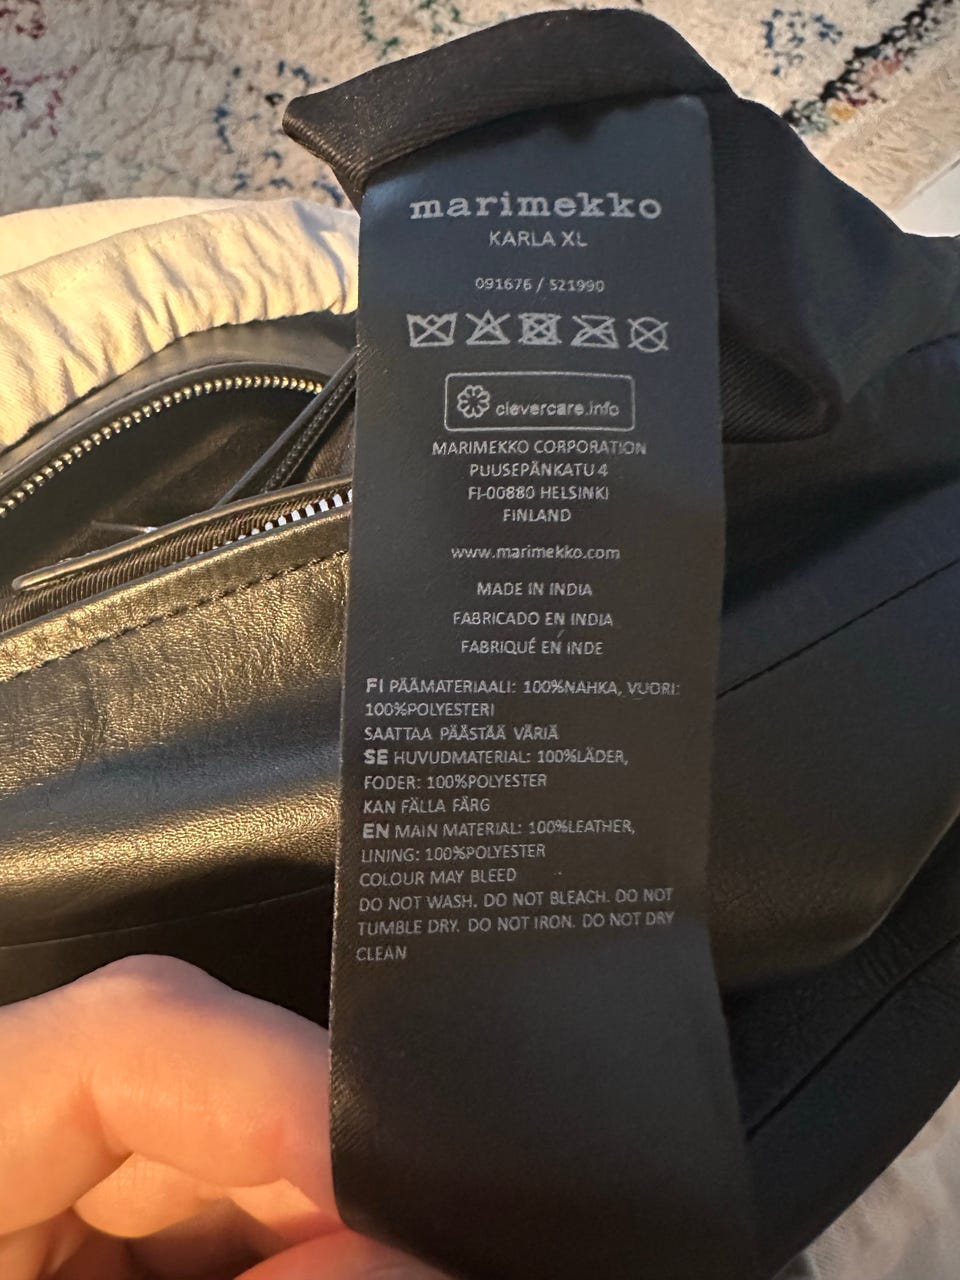 marimekko
KARLA XL
091676 / 521990
clevercare.info
MARIMEKKO CORPORATION
PUUSEPÄNKATU 4
FI-00880 HELSINKI
FINLAND
www.marimekko.com
MADE IN INDIA
FABRICADO EN INDIA
FABRIQUÉ EN INDE
FI PÄÄMATERIAALI: 100%NAHKA, VUORI:
100%POLYESTERI
SAATTAA PÄÄSTÄÄ VÄRIÄ
SE HUVUDMATERIAL: 100%LÄDER,
FODER: 100%POLYESTER
KAN FÄLLA FÄRG
EN MAIN MATERIAL: 100%LEATHER,
LINING: 100%POLYESTER
COLOUR MAY BLEED
DO NOT WASH. DO NOT BLEACH. DO NOT
TUMBLE DRY. DO NOT IRON. DO NOT DRY
CLEAN